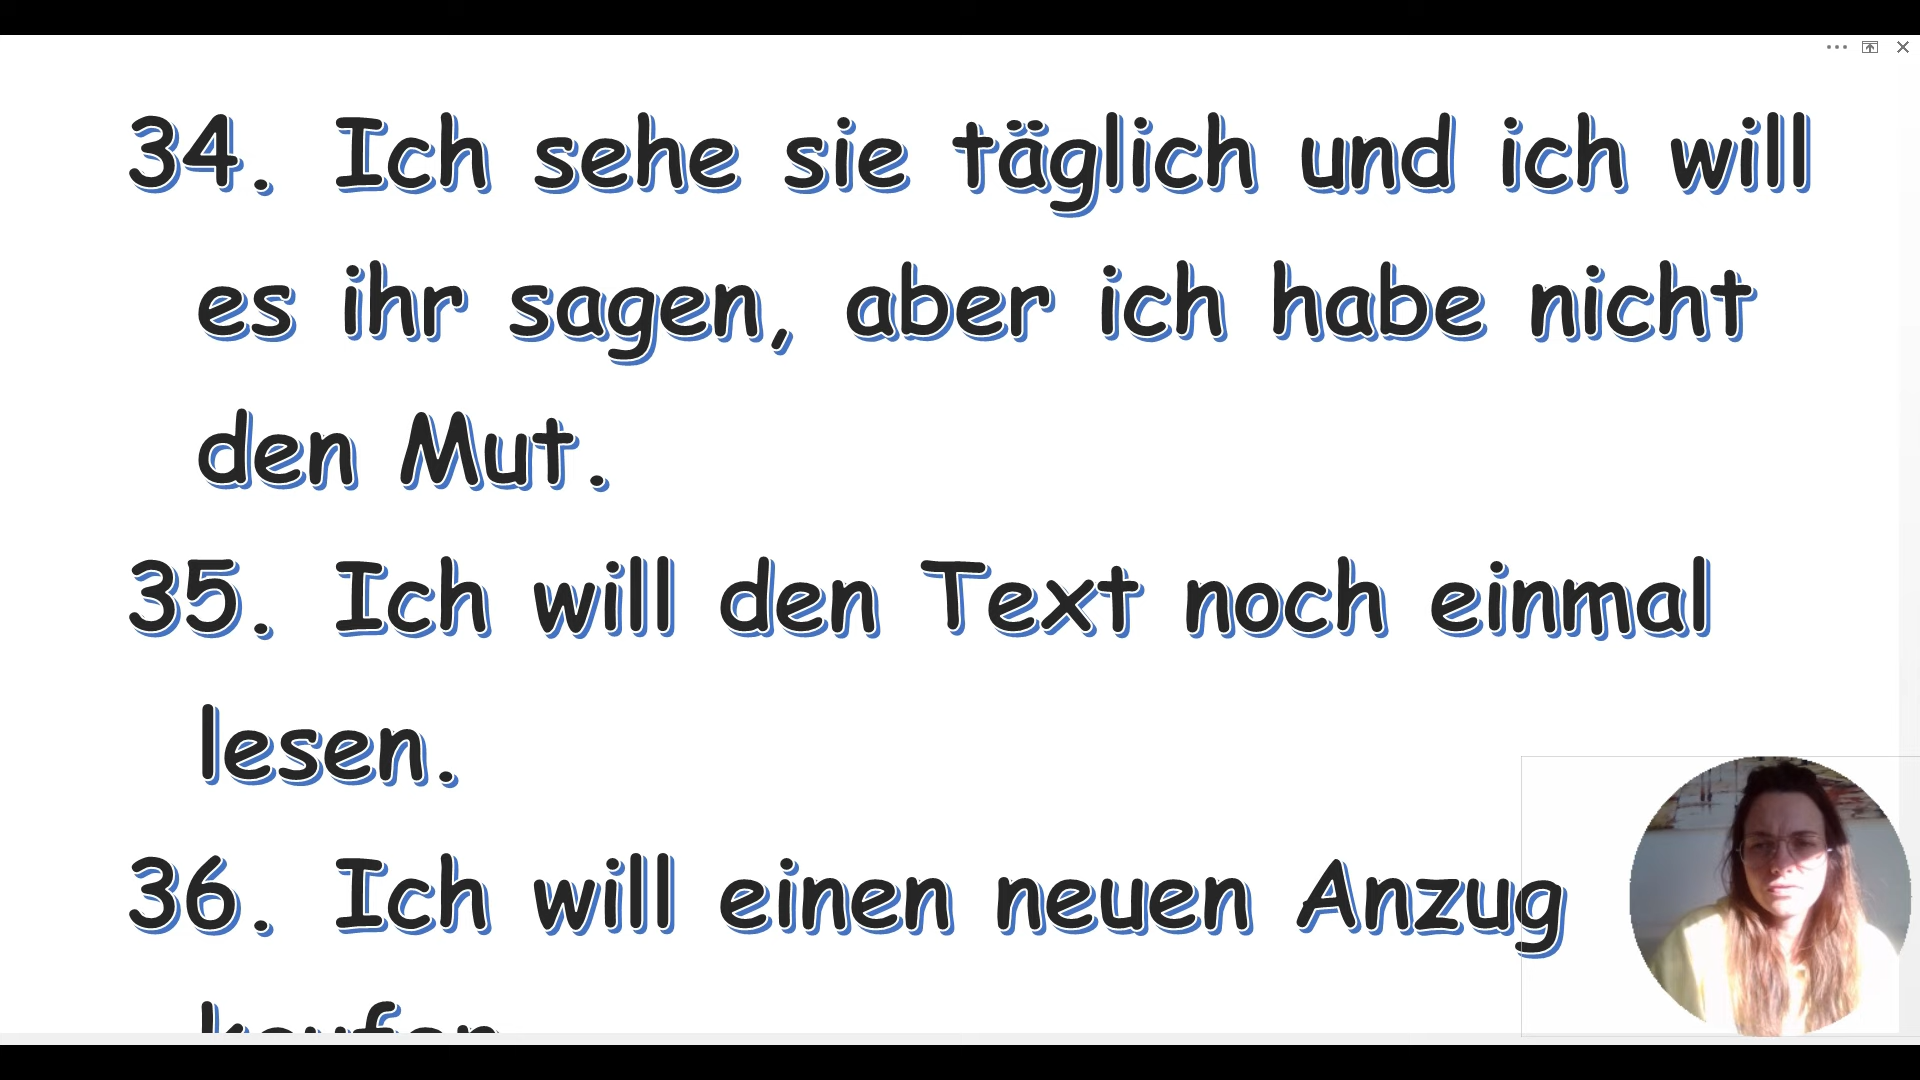 34. Ich sehe sie täglich und ich will
es ihr sagen, aber ich habe nicht
den Mut.
35. Ich will den Text noch einmal
lesen.
36. Ich will einen neuen Anzug